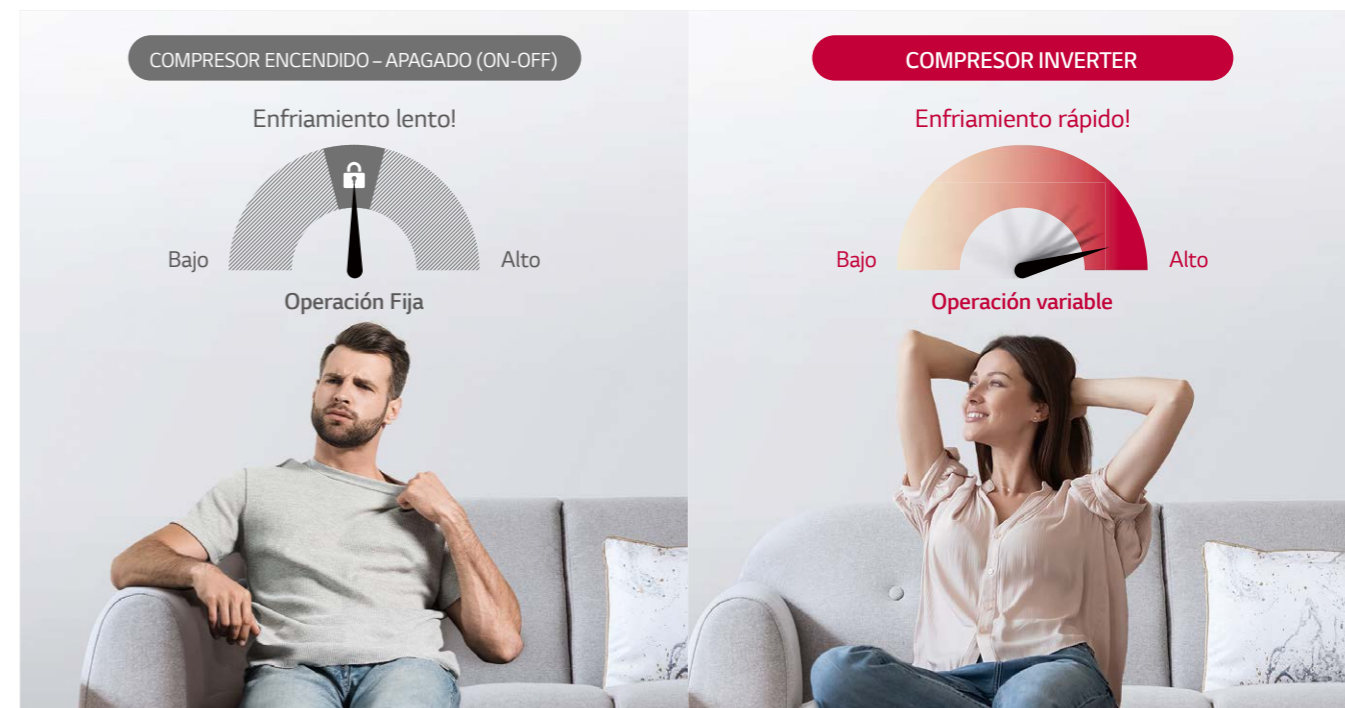 COMPRESOR ENCENDIDO – APAGADO (ON-OFF)
Enfriamiento lento!
Bajo
Alto
Operación Fija
COMPRESOR INVERTER
Enfriamiento rápido!
Bajo
Alto
Operación variable